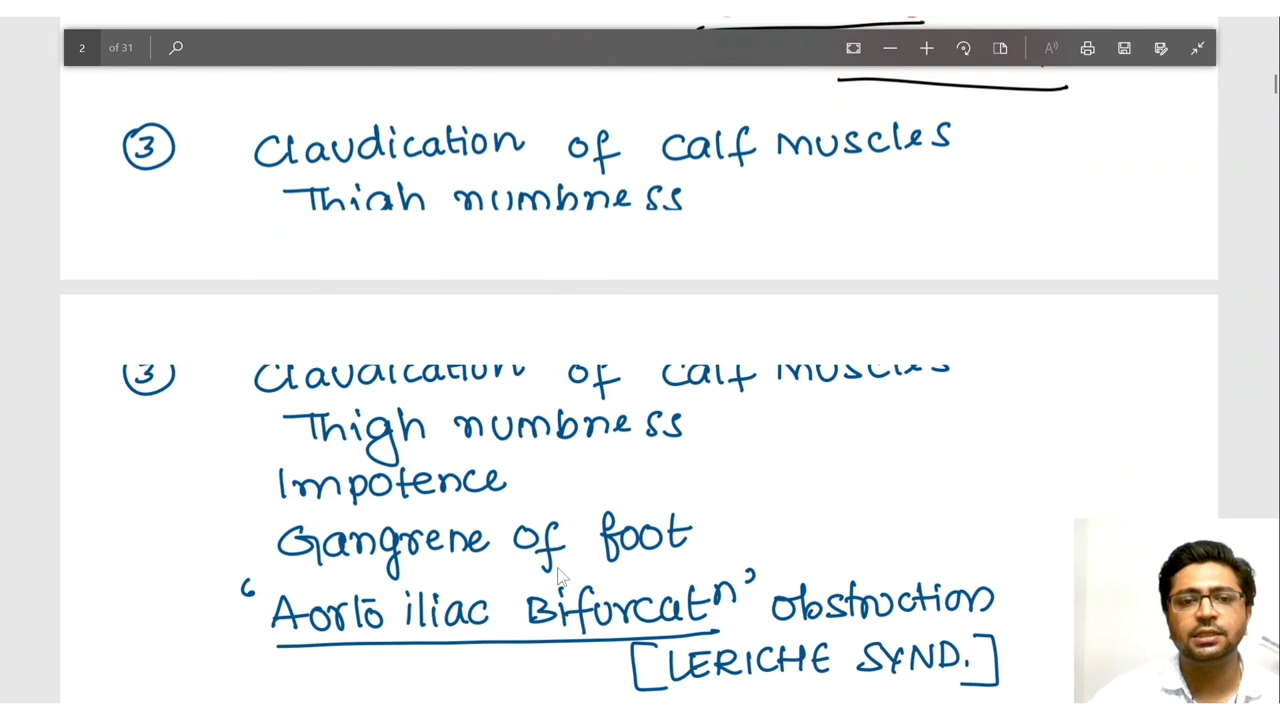 2 of 31
③ Claudication of calf muscles
Thigh numbness
③ Claudication of calf muscles
Thigh numbness
Impotence
Gangrene of foot
“Aorto iliac Bifurcatⁿ” obstruction
[LERICHE SYND.]